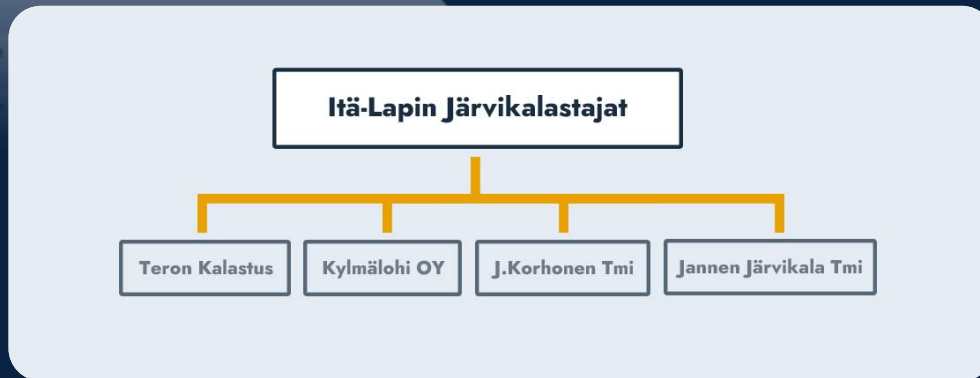 Itä-Lapin Järvikalastajat
Teron Kalastus
Kylmälohi OY
J.Korhonen Tmi
Jannen Järvikala Tmi